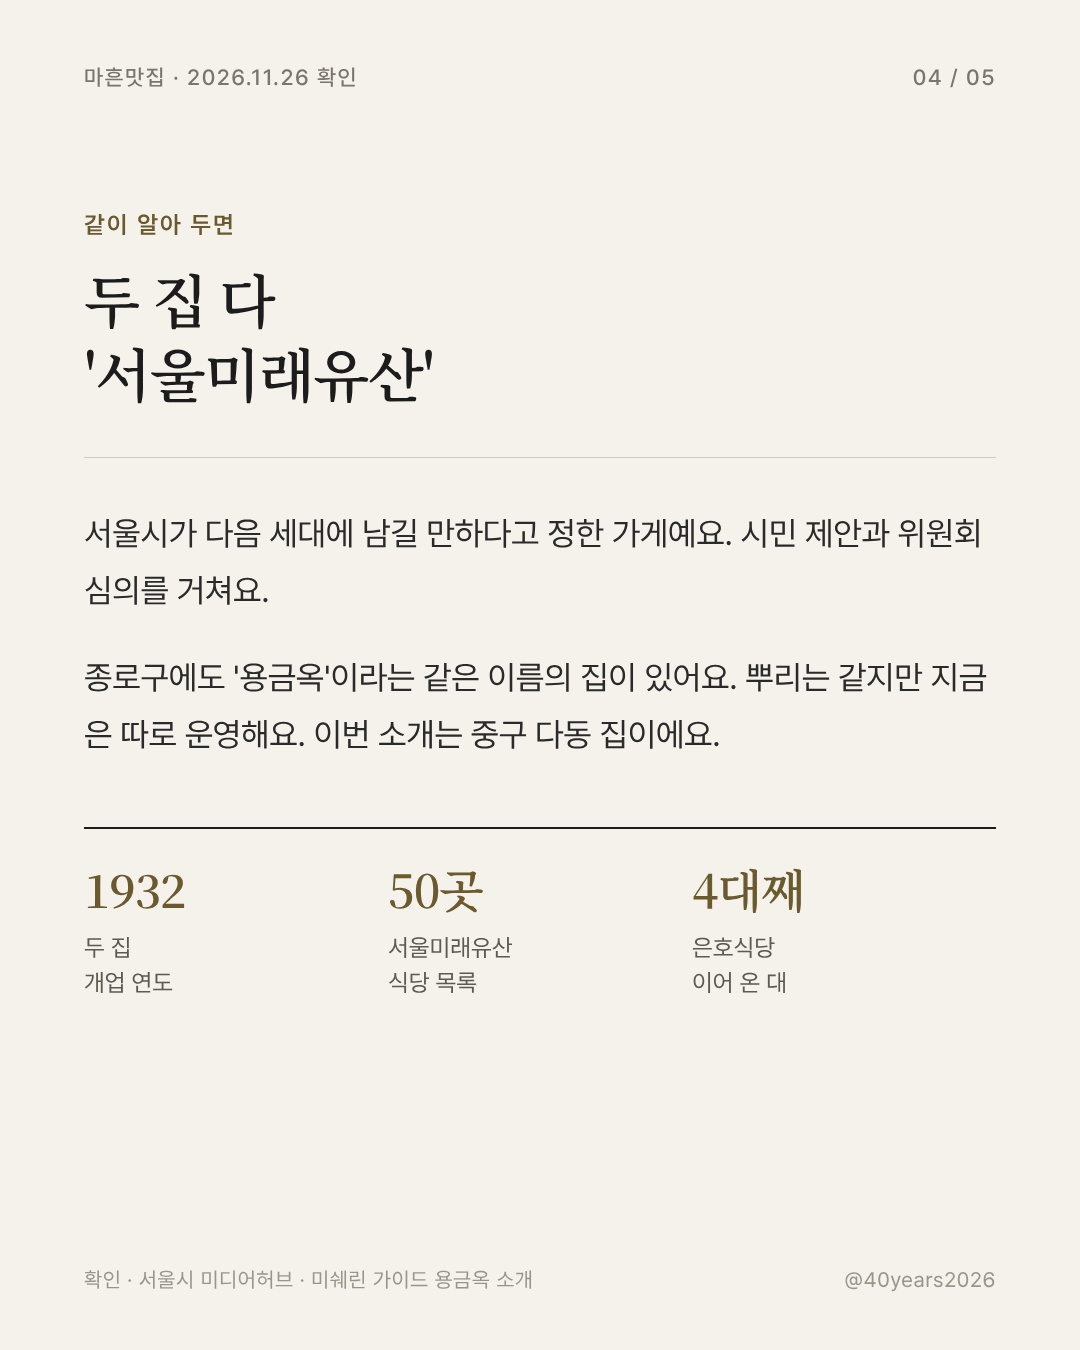 마흔맛집 · 2026.11.26 확인
04 / 05
같이 알아 두면
두 집 다
'서울미래유산'
서울시가 다음 세대에 남길 만하다고 정한 가게예요. 시민 제안과 위원회
심의를 거쳐요.
종로구에도 '용금옥'이라는 같은 이름의 집이 있어요. 뿌리는 같지만 지금
은 따로 운영해요. 이번 소개는 중구 다동 집이에요.
1932
두 집
개업 연도
50곳
서울미래유산
식당 목록
4대째
은호식당
이어 온 대
확인 · 서울시 미디어허브 · 미쉐린 가이드 용금옥 소개
@40years2026